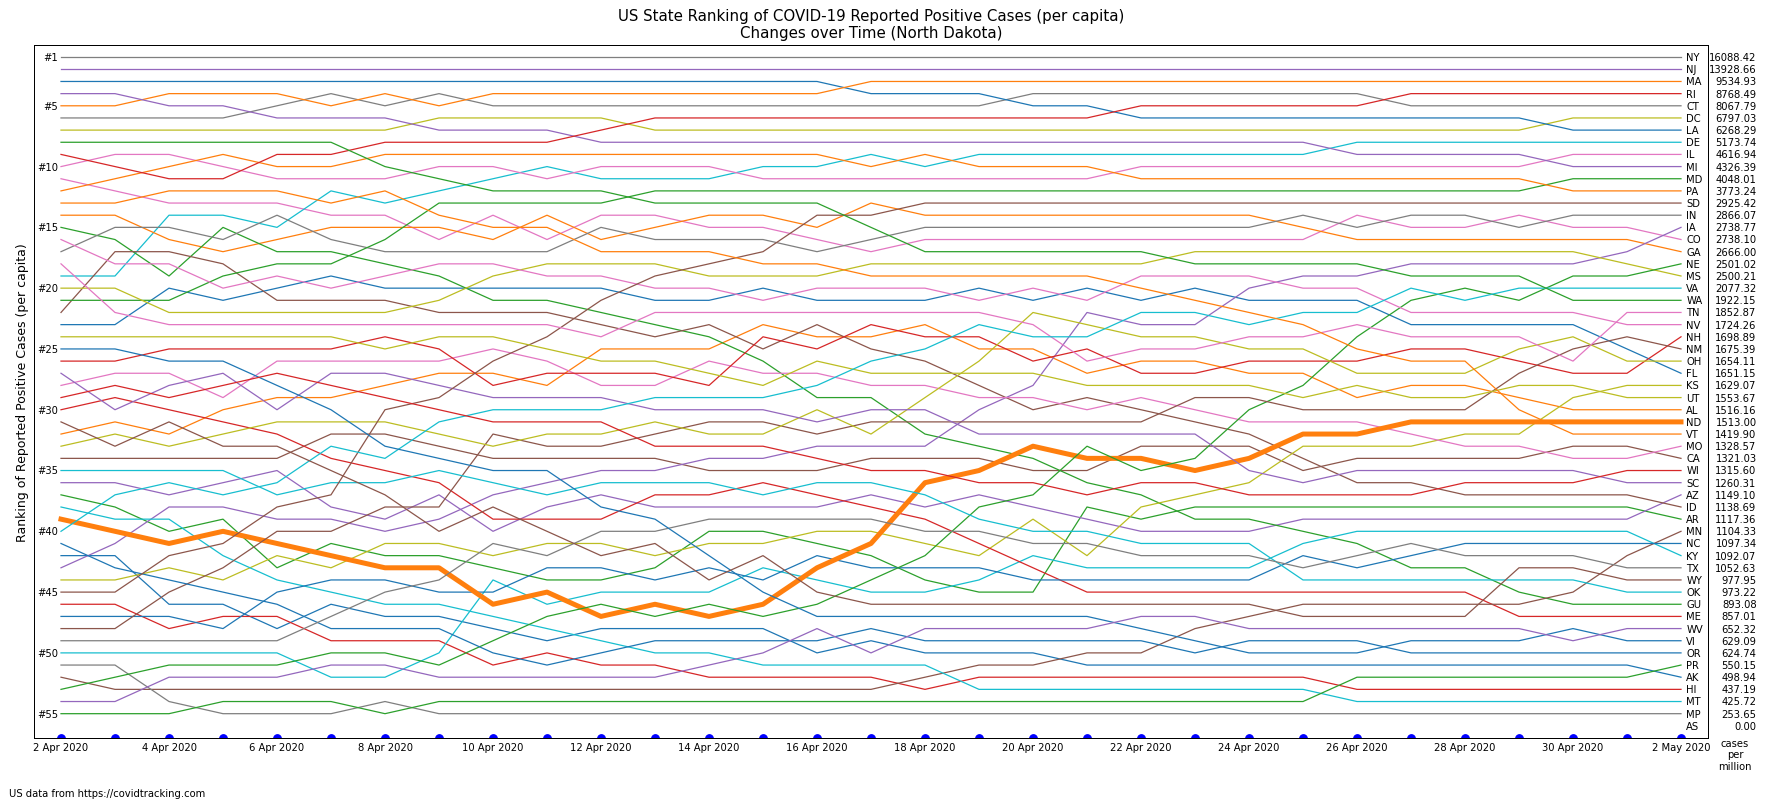 US State Ranking of COVID-19 Reported Positive Cases (per capita)
Changes over Time (North Dakota)
Ranking of Reported Positive Cases (per capita)
#1
#5
#10
#15
#20
#25
#30
#35
#40
#45
#50
#55
NY 16088.42
NJ 13928.66
MA 9534.93
RI 8768.49
CT 8067.79
DC 6797.03
LA 6268.29
DE 5173.74
IL 4616.94
MI 4326.39
MD 4048.01
PA 3773.24
SD 2925.42
IN 2866.07
IA 2738.77
CO 2738.10
GA 2666.00
NE 2501.02
MS 2500.21
VA 2077.32
WA 1922.15
TN 1852.87
NV 1724.26
NH 1698.89
NM 1675.39
OH 1654.11
FL 1651.15
KS 1629.07
UT 1553.67
AL 1516.16
ND 1513.00
VT 1419.90
MO 1328.57
CA 1321.03
WI 1315.60
SC 1260.31
AZ 1149.10
ID 1138.69
AR 1117.36
MN 1104.33
NC 1097.34
KY 1092.07
TX 1052.63
WY 977.95
OK 973.22
GU 893.08
ME 857.01
WV 652.32
VI 629.09
OR 624.74
PR 550.15
AK 498.94
HI 437.19
MT 425.72
MP 253.65
AS 0.00
2 Apr 2020 4 Apr 2020 6 Apr 2020 8 Apr 2020 10 Apr 2020 12 Apr 2020 14 Apr 2020 16 Apr 2020 18 Apr 2020 20 Apr 2020 22 Apr 2020 24 Apr 2020 26 Apr 2020 28 Apr 2020 30 Apr 2020 2 May 2020
cases
per
million
US data from https://covidtracking.com